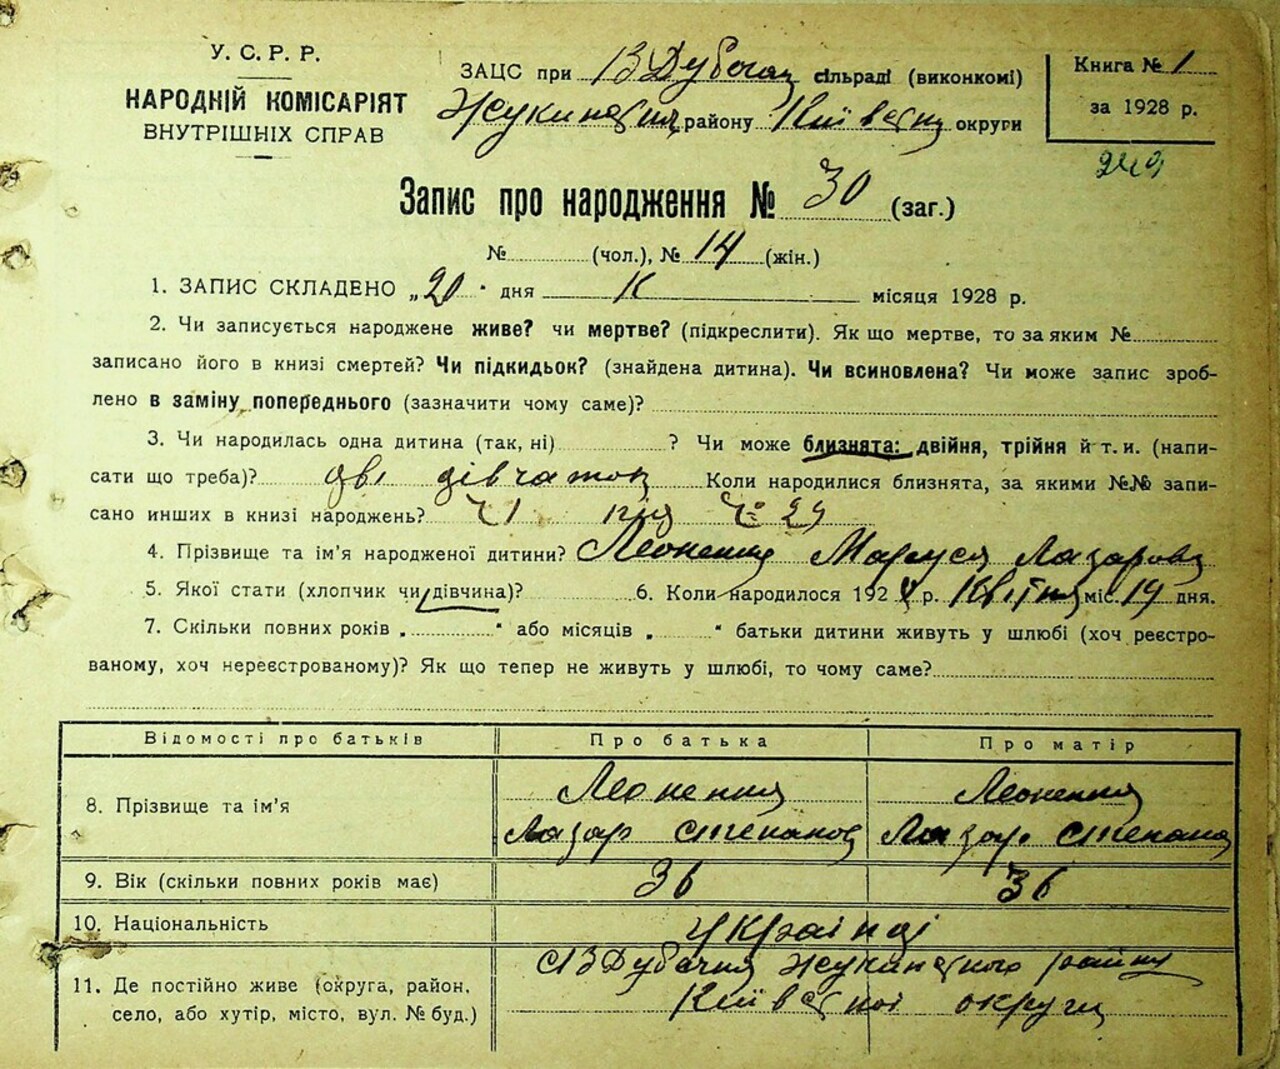 У. С. Р. Р.
НАРОДНІЙ КОМІСАРІЯТ
ВНУТРІШНІХ СПРАВ
ЗАЦС при сільраді (виконкомі)
району округи
Книга № 1
за 1928 р.
249
Запис про народження № 30 (заг.)
№ (чол.), № 14 (жін.)
1. ЗАПИС СКЛАДЕНО „20" дня місяця 1928 р.
2. Чи записується народжене живе? чи мертве? (підкреслити). Як що мертве, то за яким №
записано його в книзі смертей? Чи підкидьок? (знайдена дитина). Чи всиновлена? Чи може запис зроб-
лено в заміну попереднього (зазначити чому саме)?
3. Чи народилась одна дитина (так, ні) ? Чи може близнята: двійня, трійня й т. и. (напи-
сати що треба)? дві дівчаток Коли народилися близнята, за якими №№ запи-
сано инших в книзі народжень? 29
4. Прізвище та ім'я народженої дитини? Маруся Лазарова
5. Якої стати (хлопчик чи дівчина)? 6. Коли народилося 192 р. Квітня міс. 19 дня.
7. Скільки повних років „ " або місяців „ " батьки дитини живуть у шлюбі (хоч реєстро-
ваному, хоч нереєстрованому)? Як що тепер не живуть у шлюбі, то чому саме?
Відомості про батьків Про батька Про матір
8. Прізвище та ім'я
Лазар Степанов Лазар. Степана
9. Вік (скільки повних років має) 36 36
10. Національність Українці
11. Де постійно живе (округа, район, району
село, або хутір, місто, вул. № буд.) Київської округи